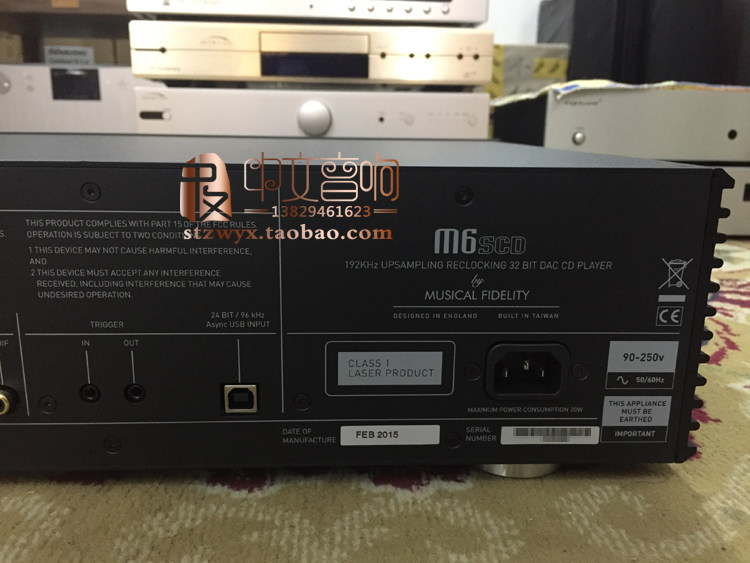 中文音响
13829461623
stzwyx.taobao.com
THIS PRODUCT COMPLIES WITH PART 15 OF THE FCC RULES.
OPERATION IS SUBJECT TO TWO CONDITIONS
1 THIS DEVICE MAY NOT CAUSE HARMFUL INTERFERENCE,
AND
2 THIS DEVICE MUST ACCEPT ANY INTERFERENCE
RECEIVED, INCLUDING INTERFERENCE THAT MAY CAUSE
UNDESIRED OPERATION.
M6SCD
192KHz UPSAMPLING RECLOCKING 32 BIT DAC CD PLAYER
by
MUSICAL FIDELITY
DESIGNED IN ENGLAND BUILT IN TAIWAN
CE
TRIGGER
IN OUT
24 BIT / 96 kHz
Async USB INPUT
CLASS 1
LASER PRODUCT
90-250v
50/60Hz
MAXIMUM POWER CONSUMPTION 20W
THIS APPLIANCE
MUST BE
EARTHED
IMPORTANT
DATE OF
MANUFACTURE
FEB 2015
SERIAL
NUMBER